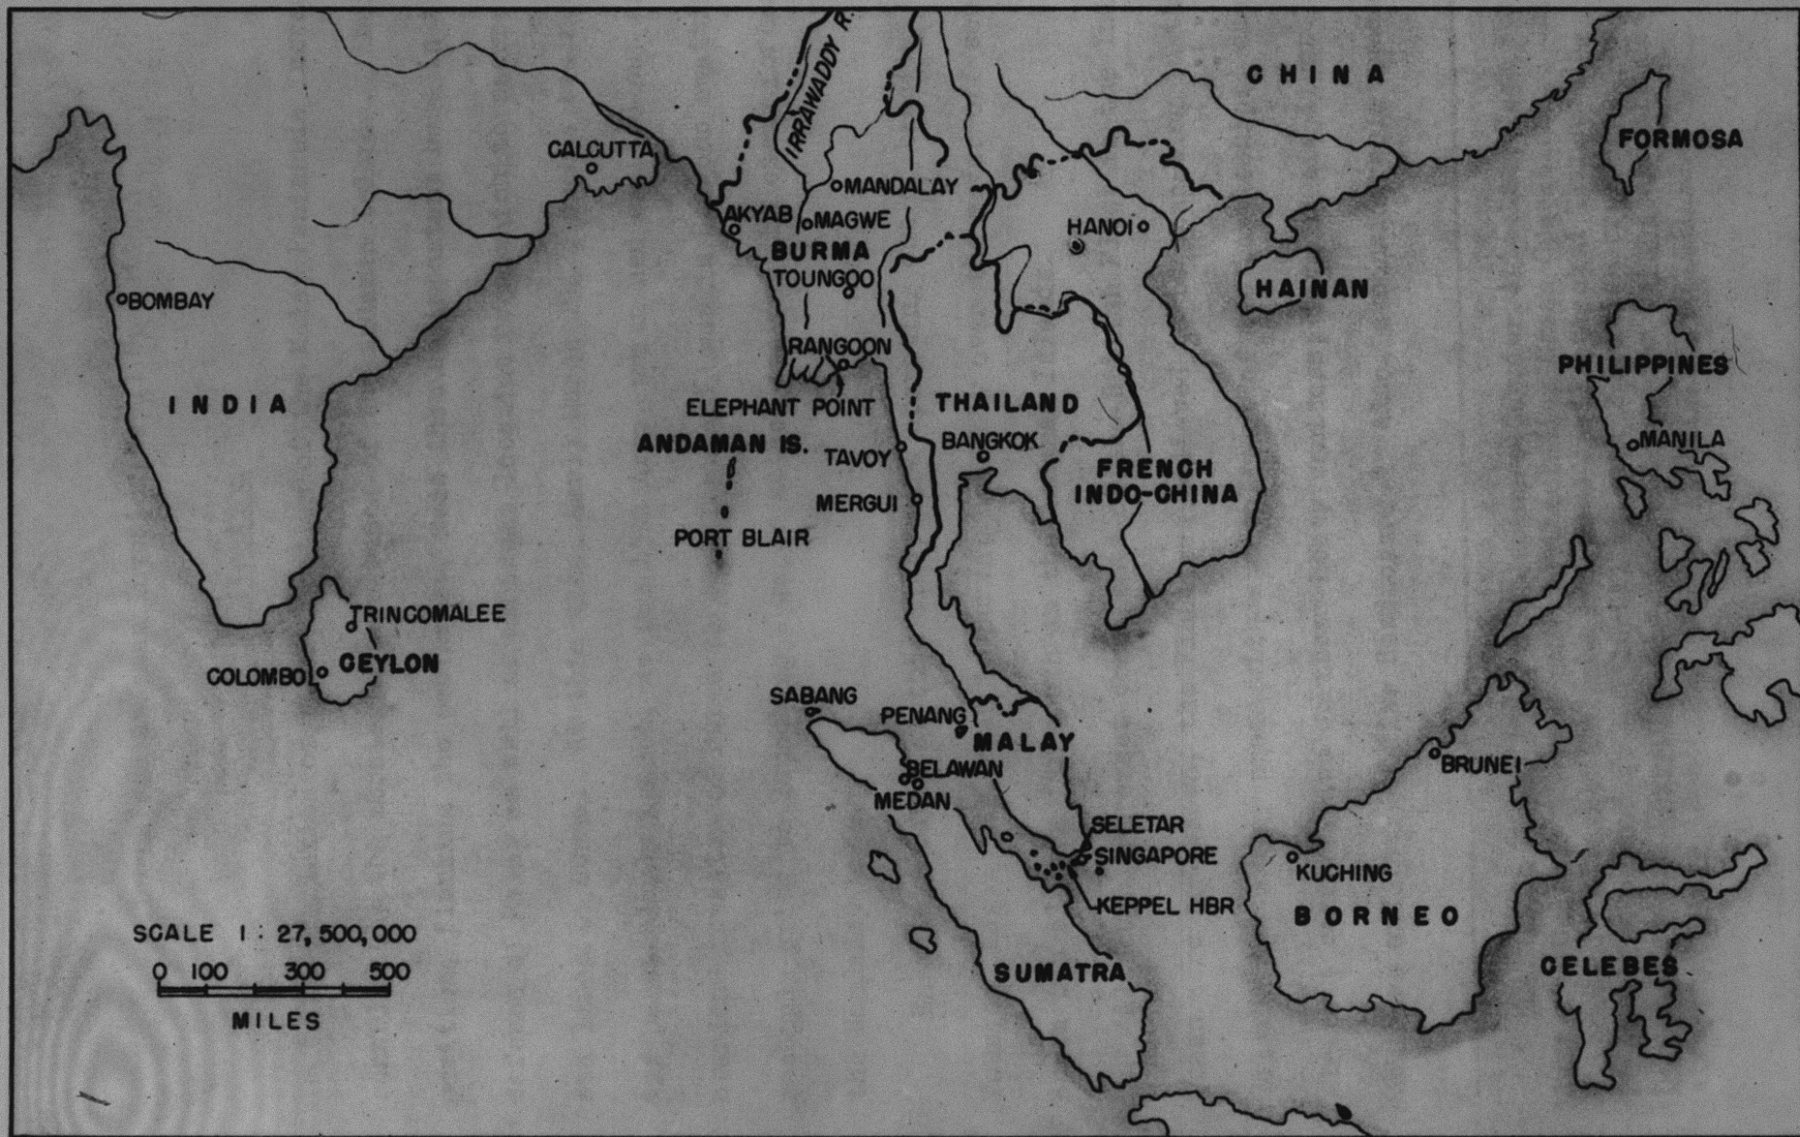 CHINA
IRRAWADDY R.
FORMOSA
CALCUTTA
MANDALAY
AKYAB
MAGWE
HANOI
BURMA
TOUNGOO
HAINAN
BOMBAY
RANGOON
PHILIPPINES
INDIA
ELEPHANT POINT
THAILAND
ANDAMAN IS.
TAVOY
BANGKOK
MANILA
FRENCH
INDO-CHINA
MERGUI
PORT BLAIR
TRINCOMALEE
CEYLON
COLOMBO
SABANG
PENANG
MALAY
BELAWAN
BRUNEI
MEDAN
SELETAR
SINGAPORE
KUCHING
KEPPEL HBR
BORNEO
SUMATRA
CELEBES
SCALE 1 : 27,500,000
0 100 300 500
MILES